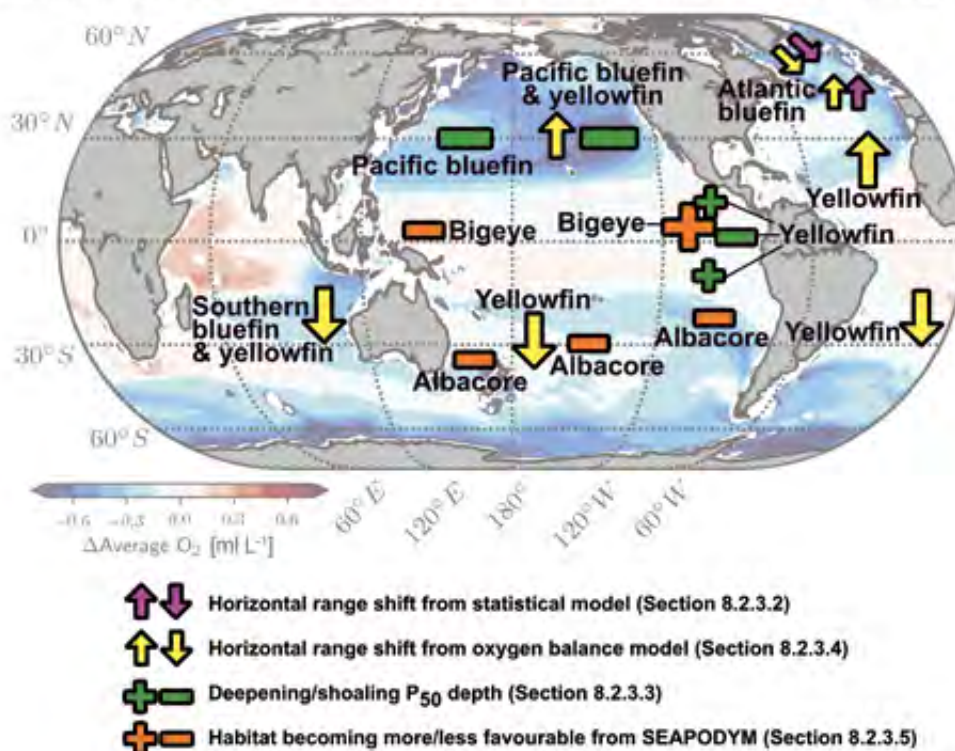 60°N
Pacific bluefin
& yellowfin
Atlantic
bluefin
30°N
Pacific bluefin
Yellowfin
0°
Bigeye
Bigeye
Yellowfin
Southern
bluefin
& yellowfin
Yellowfin
Albacore
Yellowfin
30°S
Albacore
Albacore
60°S
60°E
120°E
180°
120°W
60°W
-0.6 -0.3 0.0 0.3 0.6
ΔAverage O₂ [ml L⁻¹]
Horizontal range shift from statistical model (Section 8.2.3.2)
Horizontal range shift from oxygen balance model (Section 8.2.3.4)
Deepening/shoaling P₅₀ depth (Section 8.2.3.3)
Habitat becoming more/less favourable from SEAPODYM (Section 8.2.3.5)